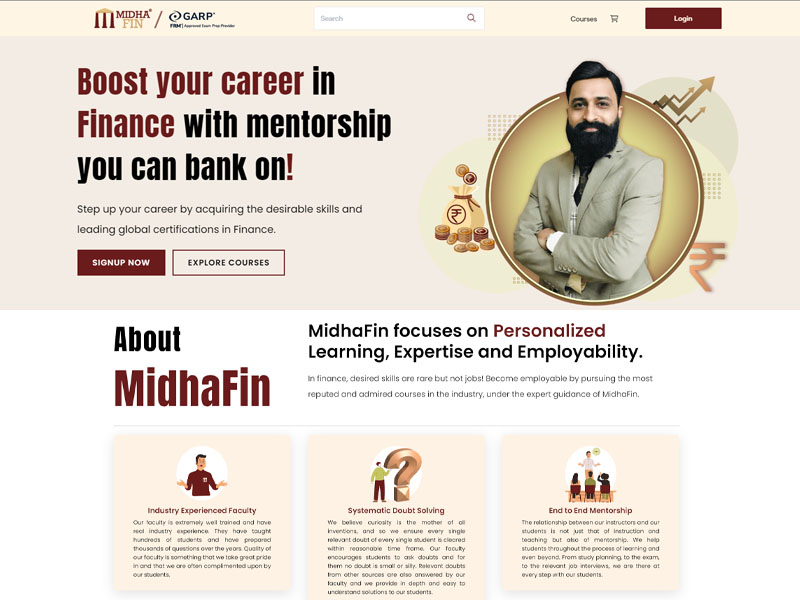 MIDHA®
FIN
GARP®
FRM | Approved Exam Prep Provider
Search
Courses
Login
Boost your career in
Finance with mentorship
you can bank on!
Step up your career by acquiring the desirable skills and
leading global certifications in Finance.
SIGNUP NOW
EXPLORE COURSES
₹
₹
About
MidhaFin
MidhaFin focuses on Personalized
Learning, Expertise and Employability.
In finance, desired skills are rare but not jobs! Become employable by pursuing the most
reputed and admired courses in the industry, under the expert guidance of MidhaFin.
Industry Experienced Faculty
Our faculty is extremely well trained and have
real industry experience. They have taught
hundreds of students and have prepared
thousands of questions over the years. Quality of
our faculty is something that we take great pride
in and that we are often complimented upon by
our students.
Systematic Doubt Solving
We believe curiosity is the mother of all
inventions, and so we ensure every single
relevant doubt of every single student is cleared
within reasonable time frame. Our faculty
encourages students to ask doubts and for
them no doubt is small or silly. Relevant doubts
from other sources are also answered by our
faculty and we provide in depth and easy to
understand solutions to our students.
End to End Mentorship
The relationship between our instructors and our
students is not just that of instruction and
teaching but also of mentorship. We help
students throughout the process of learning and
even beyond. From study planning, to the exam,
to the relevant job interviews, we are there at
every step with our students.